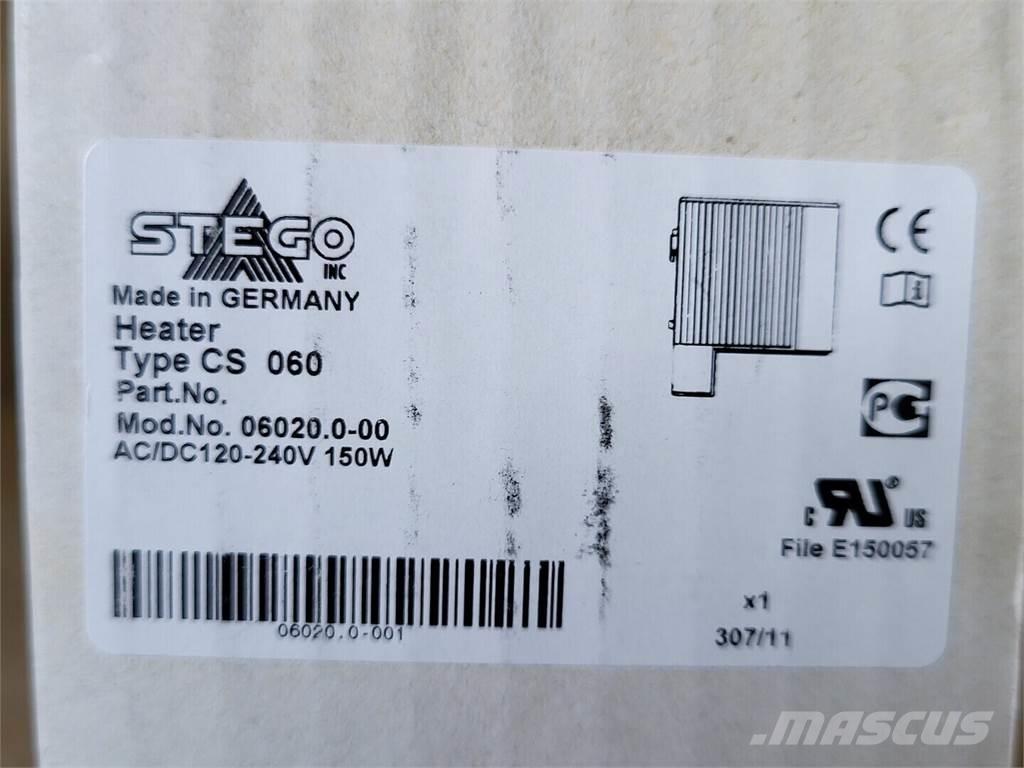 STEGO
INC
Made in GERMANY
Heater
Type CS 060
Part.No.
Mod.No. 06020.0-00
AC/DC120-240V 150W
06020.0-001
CE
i
PC
c RU ® US
File E150057
x1
307/11
MASCUS